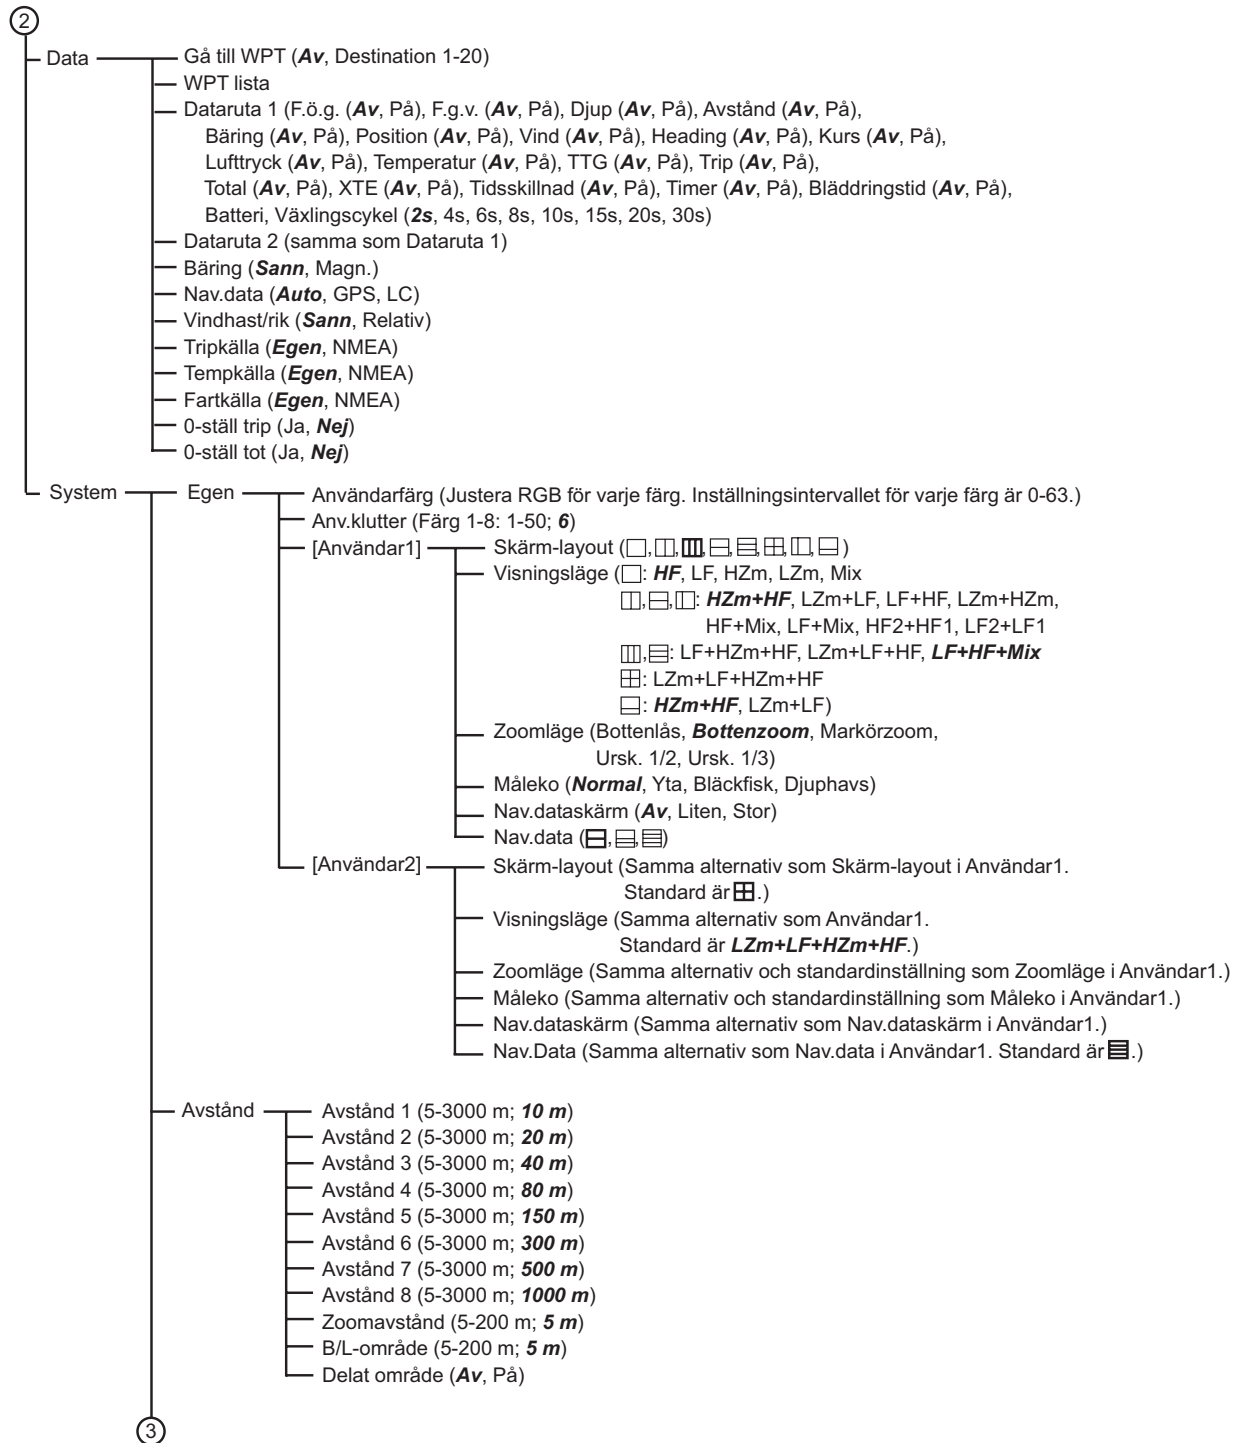 2
Data
Gå till WPT (Av, Destination 1-20)
WPT lista
Dataruta 1 (F.ö.g. (Av, På), F.g.v. (Av, På), Djup (Av, På), Avstånd (Av, På),
Bäring (Av, På), Position (Av, På), Vind (Av, På), Heading (Av, På), Kurs (Av, På),
Lufttryck (Av, På), Temperatur (Av, På), TTG (Av, På), Trip (Av, På),
Total (Av, På), XTE (Av, På), Tidsskillnad (Av, På), Timer (Av, På), Bläddringstid (Av, På),
Batteri, Växlingscykel (2s, 4s, 6s, 8s, 10s, 15s, 20s, 30s)
Dataruta 2 (samma som Dataruta 1)
Bäring (Sann, Magn.)
Nav.data (Auto, GPS, LC)
Vindhast/rik (Sann, Relativ)
Tripkälla (Egen, NMEA)
Tempkälla (Egen, NMEA)
Fartkälla (Egen, NMEA)
0-ställ trip (Ja, Nej)
0-ställ tot (Ja, Nej)
System
Egen
Användarfärg (Justera RGB för varje färg. Inställningsintervallet för varje färg är 0-63.)
Anv.klutter (Färg 1-8: 1-50; 6)
[Användar1]
Skärm-layout ( , , , , , , , )
Visningsläge ( : HF, LF, HZm, LZm, Mix
, , : HZm+HF, LZm+LF, LF+HF, LZm+HZm,
HF+Mix, LF+Mix, HF2+HF1, LF2+LF1
, : LF+HZm+HF, LZm+LF+HF, LF+HF+Mix
: LZm+LF+HZm+HF
: HZm+HF, LZm+LF)
Zoomläge (Bottenlås, Bottenzoom, Markörzoom,
Ursk. 1/2, Ursk. 1/3)
Måleko (Normal, Yta, Bläckfisk, Djuphavs)
Nav.dataskärm (Av, Liten, Stor)
Nav.data ( , , )
[Användar2]
Skärm-layout (Samma alternativ som Skärm-layout i Användar1.
Standard är .)
Visningsläge (Samma alternativ som Användar1.
Standard är LZm+LF+HZm+HF.)
Zoomläge (Samma alternativ och standardinställning som Zoomläge i Användar1.)
Måleko (Samma alternativ och standardinställning som Måleko i Användar1.)
Nav.dataskärm (Samma alternativ som Nav.dataskärm i Användar1.)
Nav.Data (Samma alternativ som Nav.data i Användar1. Standard är .)
Avstånd
Avstånd 1 (5-3000 m; 10 m)
Avstånd 2 (5-3000 m; 20 m)
Avstånd 3 (5-3000 m; 40 m)
Avstånd 4 (5-3000 m; 80 m)
Avstånd 5 (5-3000 m; 150 m)
Avstånd 6 (5-3000 m; 300 m)
Avstånd 7 (5-3000 m; 500 m)
Avstånd 8 (5-3000 m; 1000 m)
Zoomavstånd (5-200 m; 5 m)
B/L-område (5-200 m; 5 m)
Delat område (Av, På)
3